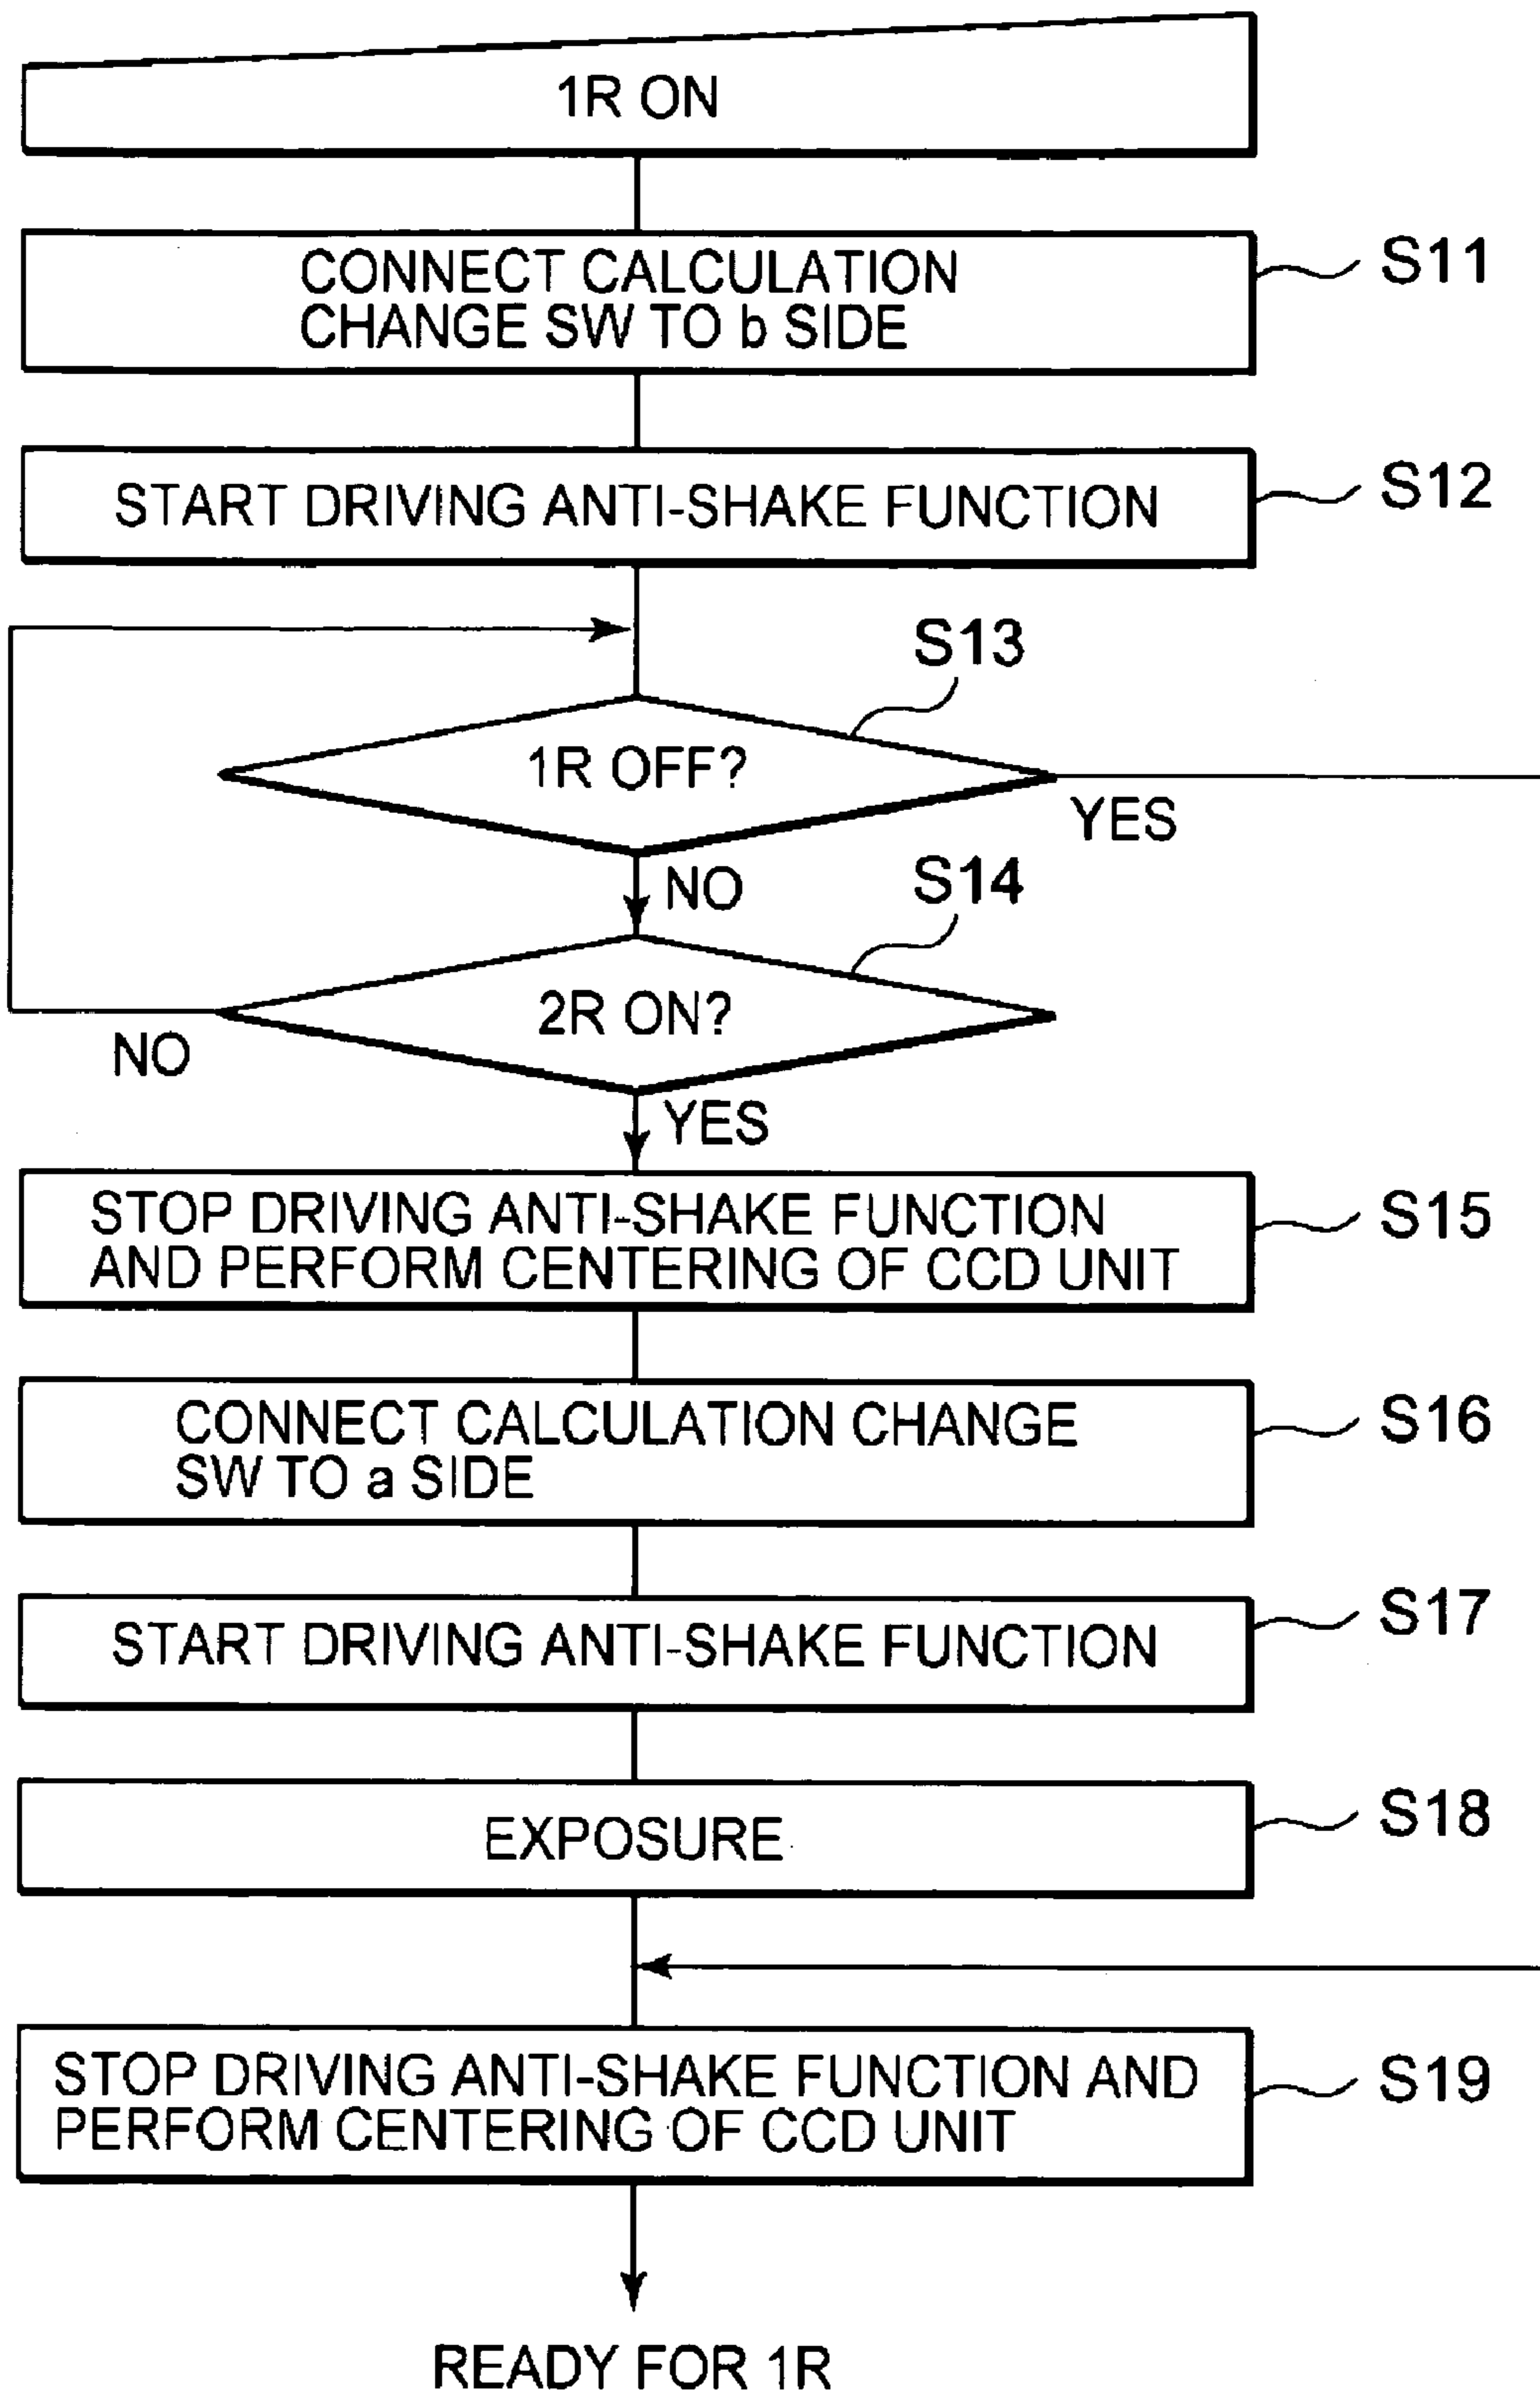 1R ON
CONNECT CALCULATION
CHANGE SW TO b SIDE
S11
START DRIVING ANTI-SHAKE FUNCTION
S12
S13
1R OFF?
YES
NO
S14
2R ON?
NO
YES
STOP DRIVING ANTI-SHAKE FUNCTION
AND PERFORM CENTERING OF CCD UNIT
S15
CONNECT CALCULATION CHANGE
SW TO a SIDE
S16
START DRIVING ANTI-SHAKE FUNCTION
S17
EXPOSURE
S18
STOP DRIVING ANTI-SHAKE FUNCTION AND
PERFORM CENTERING OF CCD UNIT
S19
READY FOR 1R